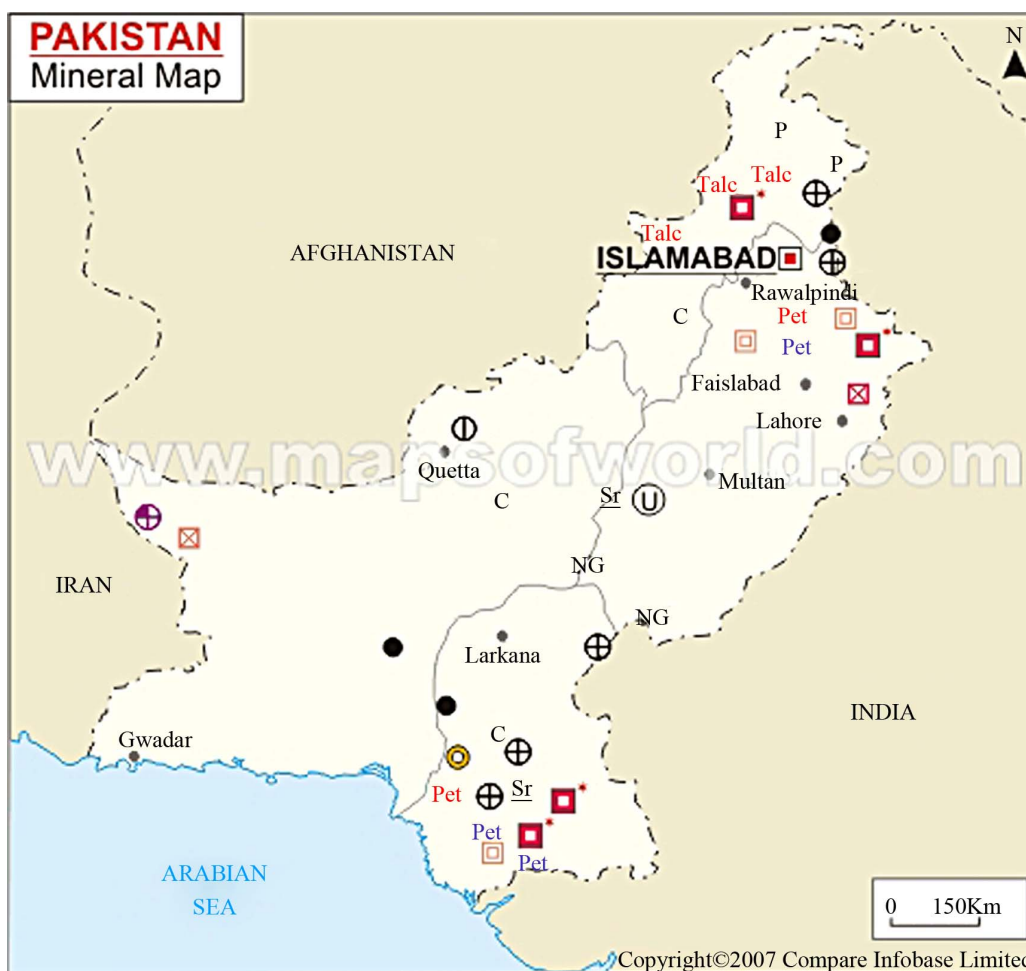 PAKISTAN
Mineral Map
N
P
P
Talc
Talc
Talc
AFGHANISTAN
ISLAMABAD
Rawalpindi
C
Pet
Pet
Faislabad
Lahore
www.mapsofworld.com
Quetta
Multan
C
Sr
U
NG
IRAN
NG
Larkana
INDIA
Gwadar
C
Pet
Sr
Pet
Pet
ARABIAN
SEA
0 150Km
Copyright©2007 Compare Infobase Limited